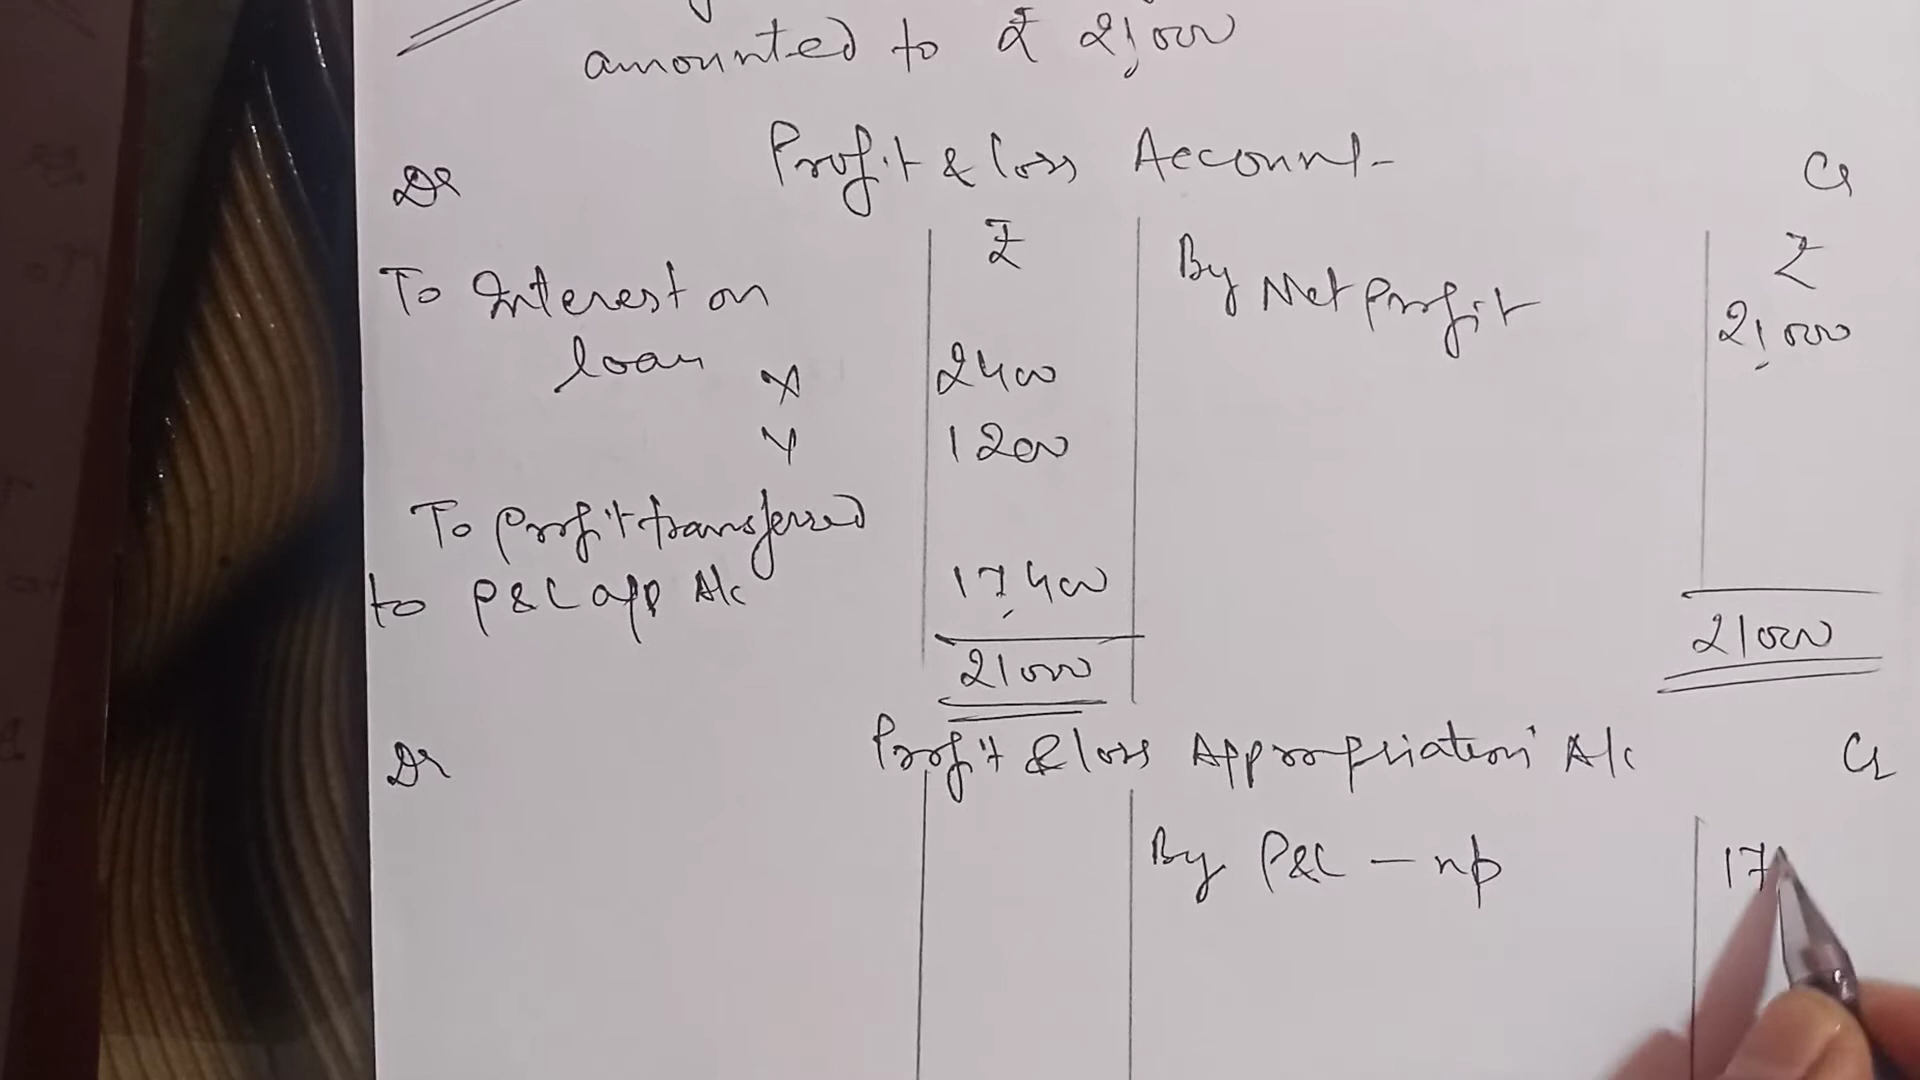 amounted to ₹ 21,000
Profit & loss Account
Dr Cr
₹ ₹
To Interest on By Net profit 21,000
loan X 2400
Y 1200
To profit transferred
to P&L app A/c 17,400
21000 21000
Dr Profit & loss Appropriation A/c Cr
By P&L - np 17